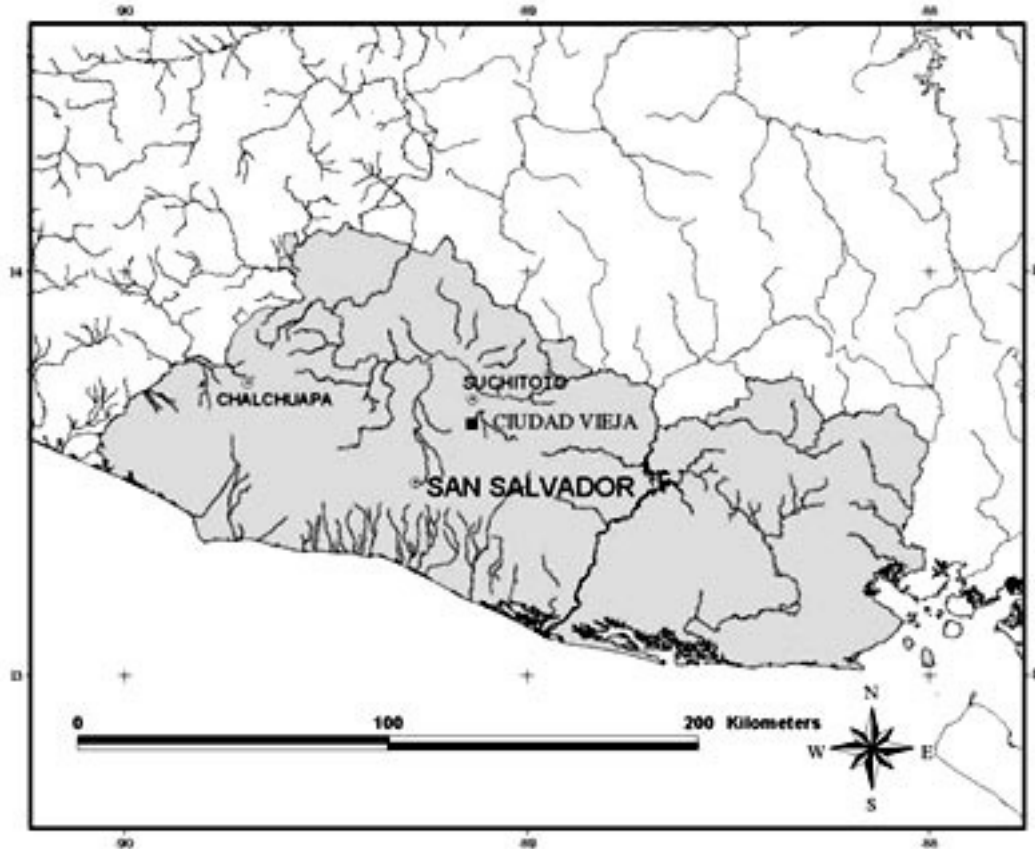 90 89 88
14
SUCHITOTO
CHALCHUAPA
CIUDAD VIEJA
SAN SALVADOR
13
N
0 100 200 Kilometers
W E
S
90 89 88